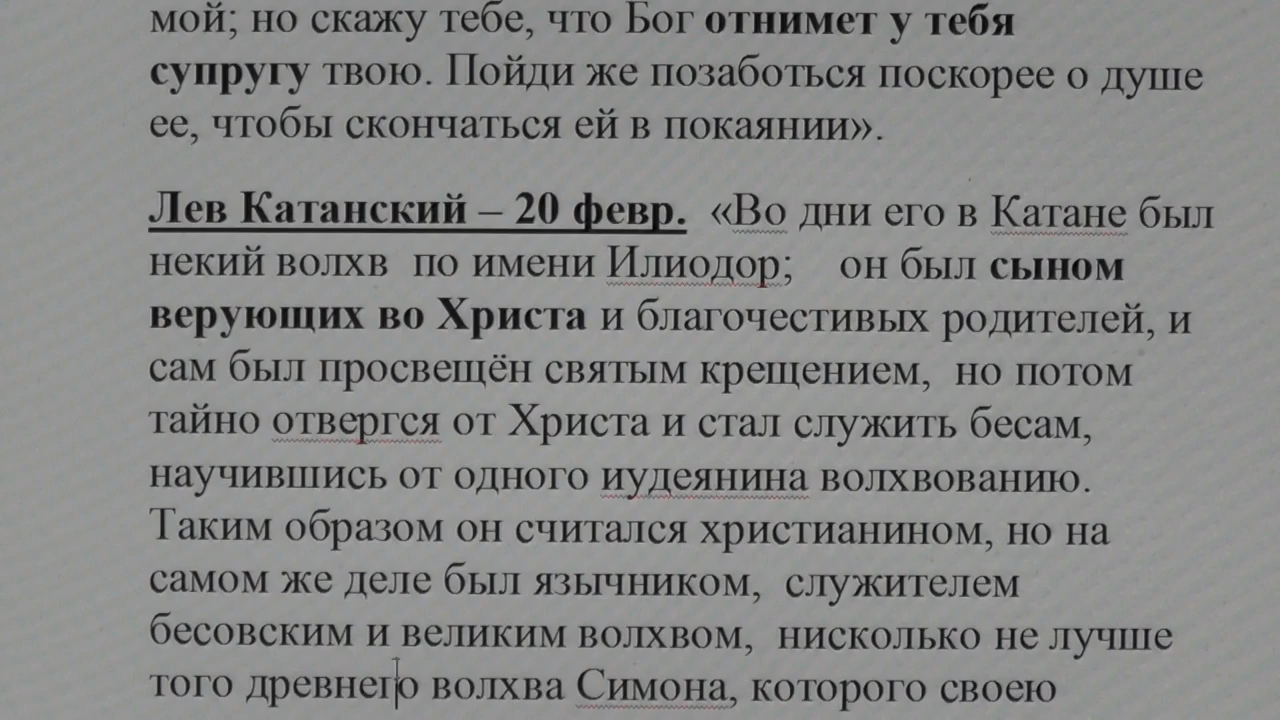 мой; но скажу тебе, что Бог отнимет у тебя
супругу твою. Пойди же позаботься поскорее о душе
ее, чтобы скончаться ей в покаянии».
Лев Катанский – 20 февр. «Во дни его в Катане был
некий волхв по имени Илиодор; он был сыном
верующих во Христа и благочестивых родителей, и
сам был просвещён святым крещением, но потом
тайно отвергся от Христа и стал служить бесам,
научившись от одного иудеянина волхвованию.
Таким образом он считался христианином, но на
самом же деле был язычником, служителем
бесовским и великим волхвом, нисколько не лучше
того древнего волхва Симона, которого своею